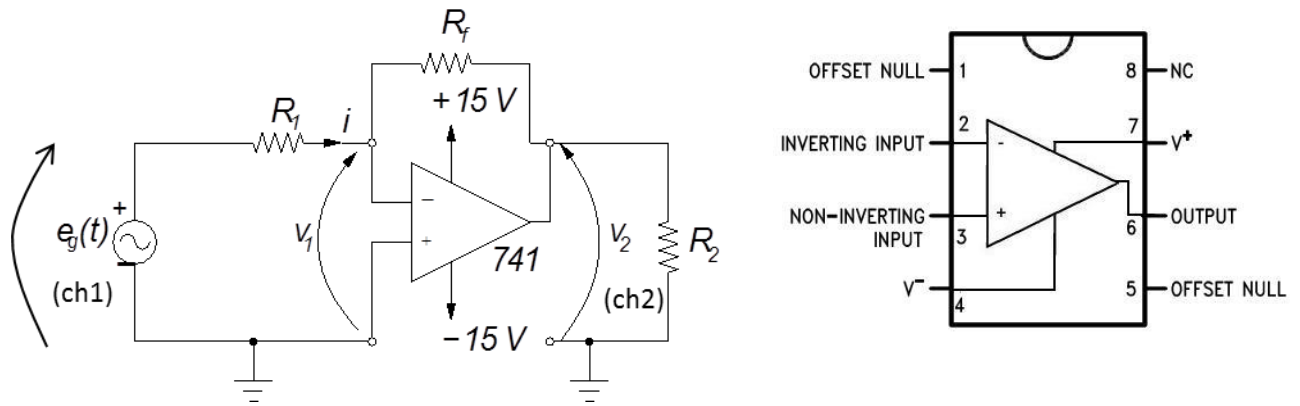 R_f
+ 15 V
R_1
i
e_g(t)
+
(ch1)
v_1
−
+
741
− 15 V
v_2
(ch2)
R_2
OFFSET NULL
1
8
NC
INVERTING INPUT
2
-
7
V+
NON-INVERTING
INPUT
3
+
OUTPUT
6
V-
4
5
OFFSET NULL